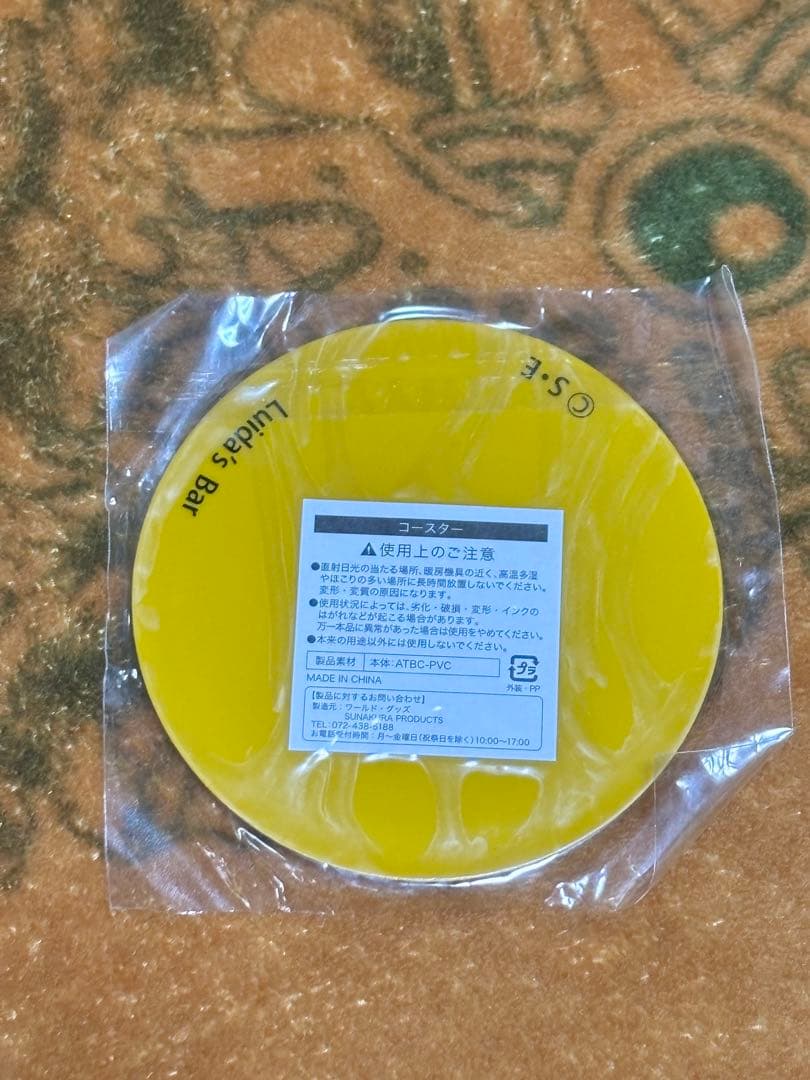 Luida's Bar
© S•E
コースター
⚠使用上のご注意
●直射日光の当たる場所、暖房機具の近く、高温多湿
やほこりの多い場所に長時間放置しないでください。
変形・変質の原因になります。
●使用状況によっては、劣化・破損・変形・インクの
はがれなどが起こる場合があります。
万一本品に異常があった場合は使用をやめてください。
●本来の用途以外には使用しないでください。
製品素材 本体:ATBC-PVC
プラ
MADE IN CHINA
外装・PP
【製品に対するお問い合わせ】
製造元:ワールド・グッズ
SUNAKURA PRODUCTS
TEL:072-438-5188
お電話受付時間:月〜金曜日(祝祭日を除く)10:00〜17:00